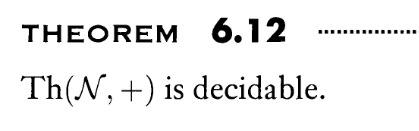 THEOREM 6.12
Th(𝒩, +) is decidable.